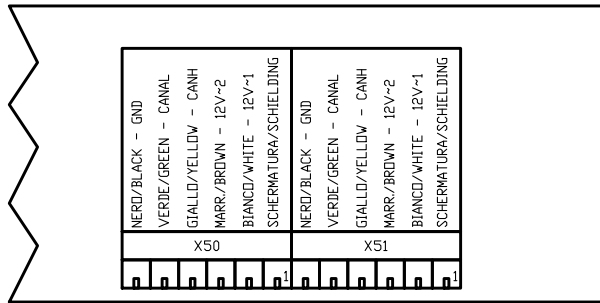 NERO/BLACK - GND
VERDE/GREEN - CANAL
GIALLO/YELLOW - CANH
MARR./BROWN - 12V~2
BIANCO/WHITE - 12V~1
SCHERMATURA/SCHIELDING
NERO/BLACK - GND
VERDE/GREEN - CANAL
GIALLO/YELLOW - CANH
MARR./BROWN - 12V~2
BIANCO/WHITE - 12V~1
SCHERMATURA/SCHIELDING
X50
X51
1
1